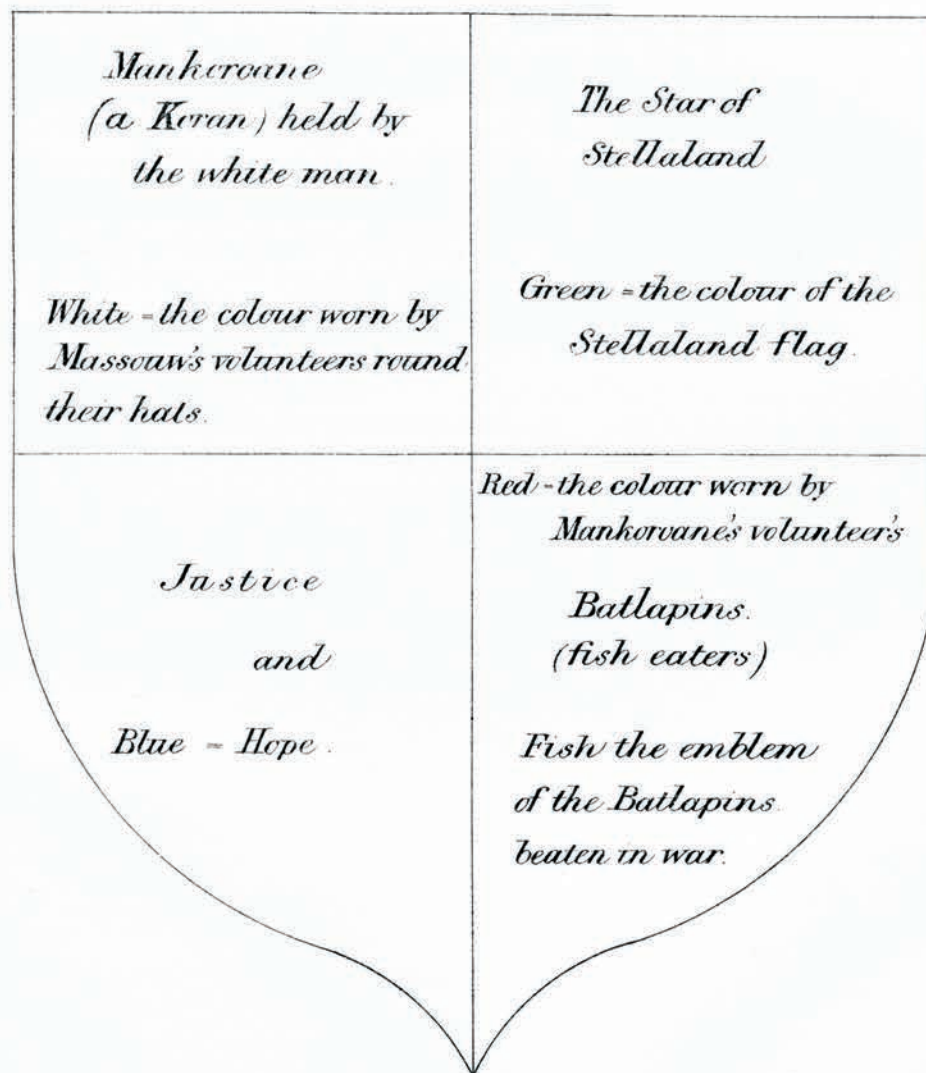 Mankoroane
(a Koran) held by
the white man.
White = the colour worn by
Massouw's volunteers round
their hats.
The Star of
Stellaland
Green = the colour of the
Stellaland flag.
Justice
and
Blue = Hope.
Red = the colour worn by
Mankoroane's volunteer's
Batlapins.
(fish eaters)
Fish the emblem
of the Batlapins
beaten in war.